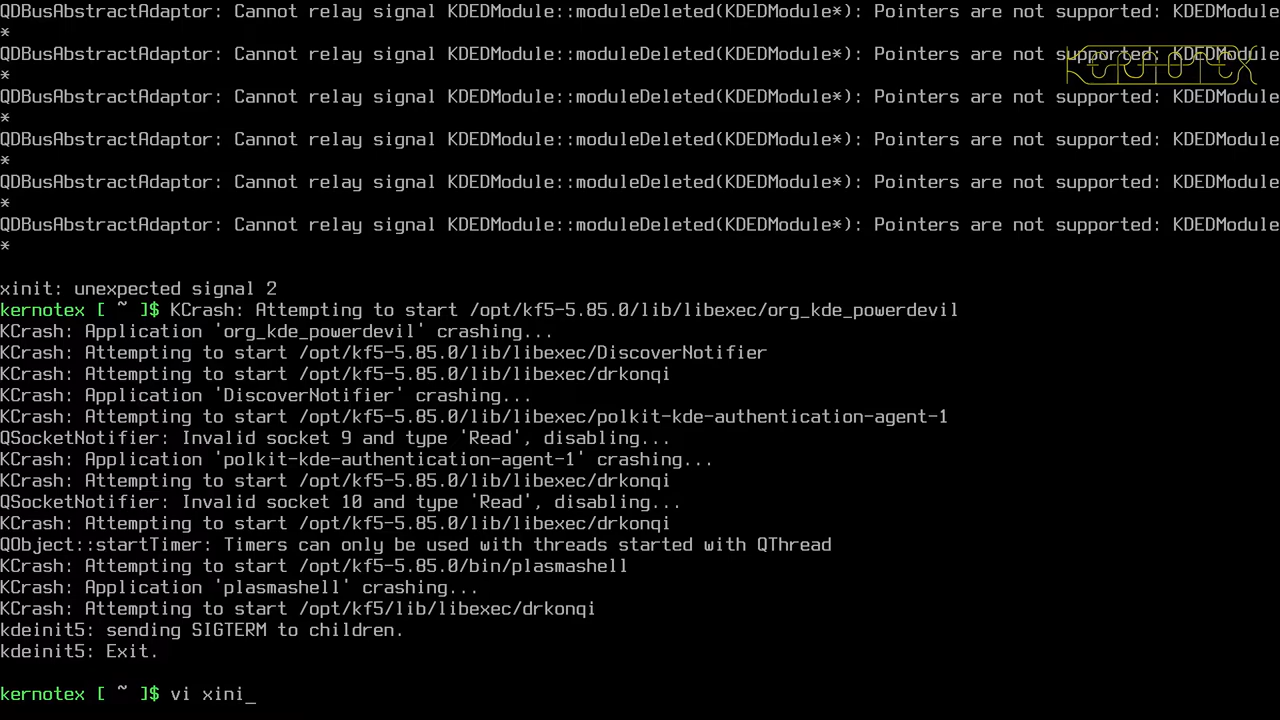 QDBusAbstractAdaptor: Cannot relay signal KDEDModule::moduleDeleted(KDEDModule*): Pointers are not supported: KDEDModule
*
QDBusAbstractAdaptor: Cannot relay signal KDEDModule::moduleDeleted(KDEDModule*): Pointers are not supported: KDEDModule
*
kernotex
QDBusAbstractAdaptor: Cannot relay signal KDEDModule::moduleDeleted(KDEDModule*): Pointers are not supported: KDEDModule
*
QDBusAbstractAdaptor: Cannot relay signal KDEDModule::moduleDeleted(KDEDModule*): Pointers are not supported: KDEDModule
*
QDBusAbstractAdaptor: Cannot relay signal KDEDModule::moduleDeleted(KDEDModule*): Pointers are not supported: KDEDModule
*
QDBusAbstractAdaptor: Cannot relay signal KDEDModule::moduleDeleted(KDEDModule*): Pointers are not supported: KDEDModule
*
xinit: unexpected signal 2
kernotex [ ~ ]$ KCrash: Attempting to start /opt/kf5-5.85.0/lib/libexec/org_kde_powerdevil
KCrash: Application 'org_kde_powerdevil' crashing...
KCrash: Attempting to start /opt/kf5-5.85.0/lib/libexec/DiscoverNotifier
KCrash: Attempting to start /opt/kf5-5.85.0/lib/libexec/drkonqi
KCrash: Application 'DiscoverNotifier' crashing...
KCrash: Attempting to start /opt/kf5-5.85.0/lib/libexec/polkit-kde-authentication-agent-1
QSocketNotifier: Invalid socket 9 and type 'Read', disabling...
KCrash: Application 'polkit-kde-authentication-agent-1' crashing...
KCrash: Attempting to start /opt/kf5-5.85.0/lib/libexec/drkonqi
QSocketNotifier: Invalid socket 10 and type 'Read', disabling...
KCrash: Attempting to start /opt/kf5-5.85.0/lib/libexec/drkonqi
QObject::startTimer: Timers can only be used with threads started with QThread
KCrash: Attempting to start /opt/kf5-5.85.0/bin/plasmashell
KCrash: Application 'plasmashell' crashing...
KCrash: Attempting to start /opt/kf5/lib/libexec/drkonqi
kdeinit5: sending SIGTERM to children.
kdeinit5: Exit.
kernotex [ ~ ]$ vi xini_